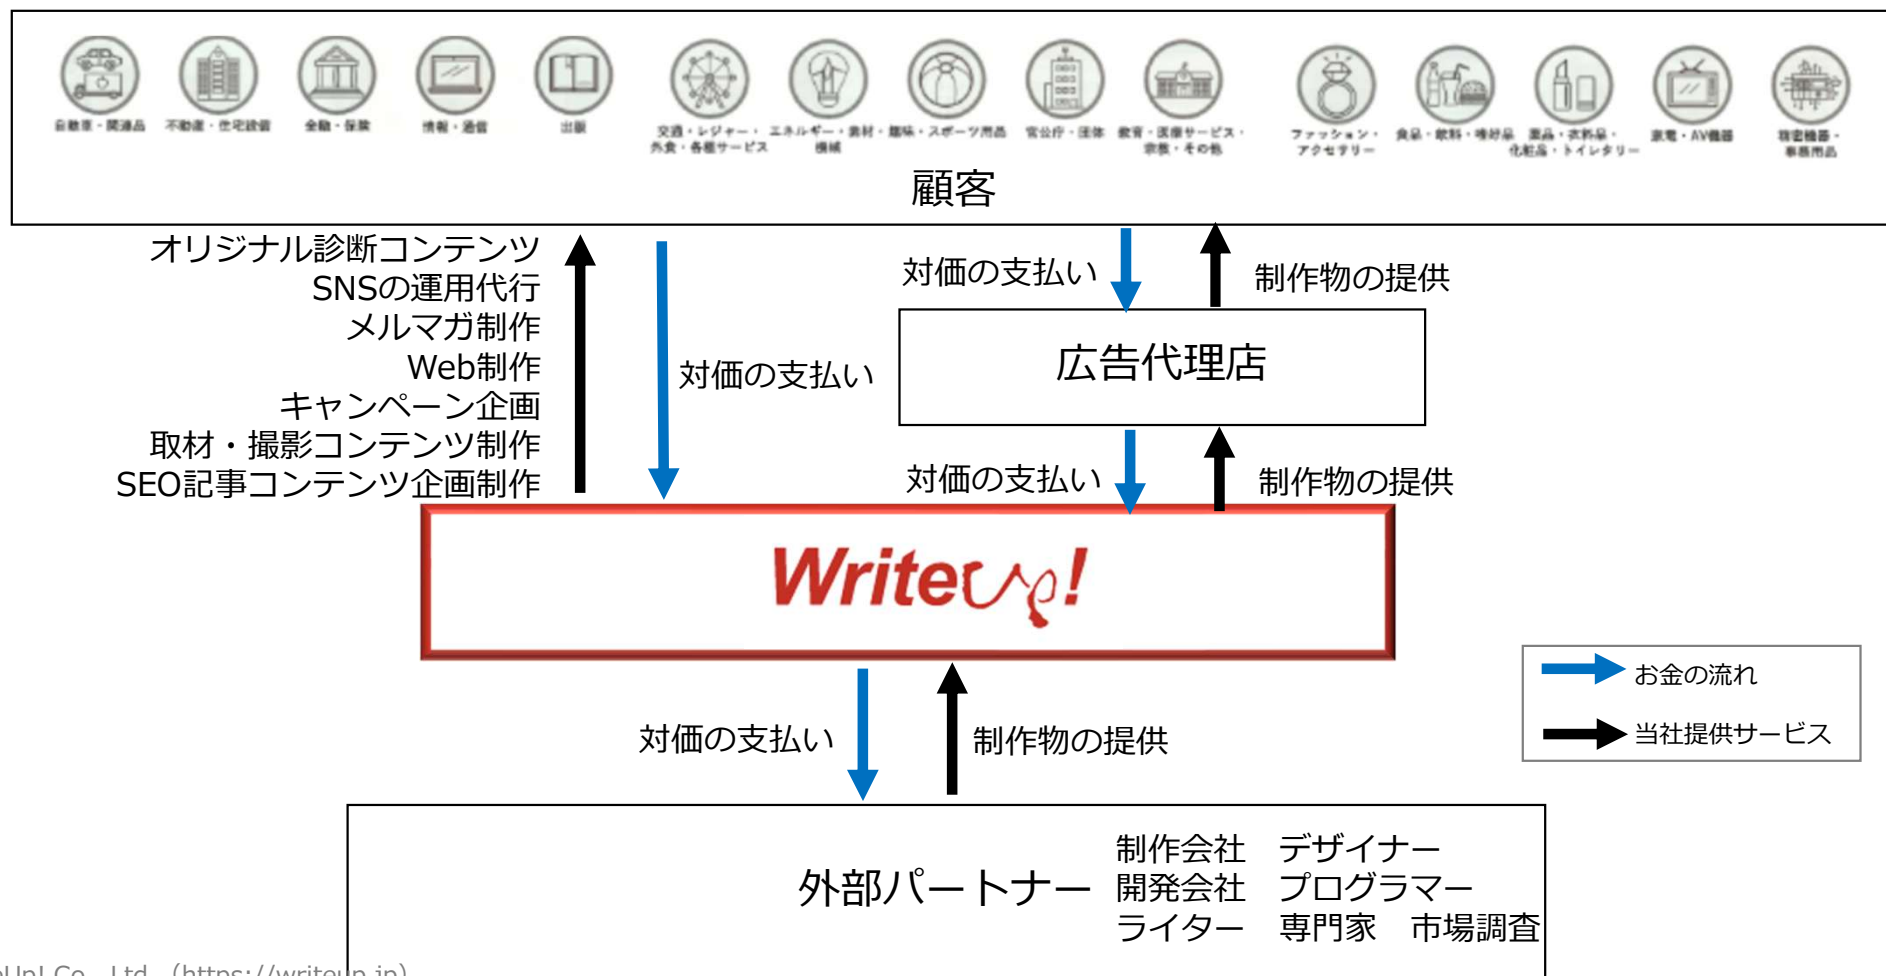 自動車・関連品
不動産・住宅設備
金融・保険
情報・通信
出版
交通・レジャー・
外食・各種サービス
エネルギー・素材・
機械
趣味・スポーツ用品
官公庁・団体
教育・医療サービス・
宗教・その他
ファッション・
アクセサリー
食品・飲料・嗜好品
薬品・衣料品・
化粧品・トイレタリー
家電・AV機器
精密機器・
事務用品
顧客
オリジナル診断コンテンツ
SNSの運用代行
メルマガ制作
Web制作
キャンペーン企画
取材・撮影コンテンツ制作
SEO記事コンテンツ企画制作
対価の支払い
対価の支払い
制作物の提供
広告代理店
対価の支払い
制作物の提供
WriteUp!
お金の流れ
当社提供サービス
対価の支払い
制作物の提供
外部パートナー
制作会社　デザイナー
開発会社　プログラマー
ライター　専門家　市場調査
Up! Co., Ltd. （https://writeup.jp）